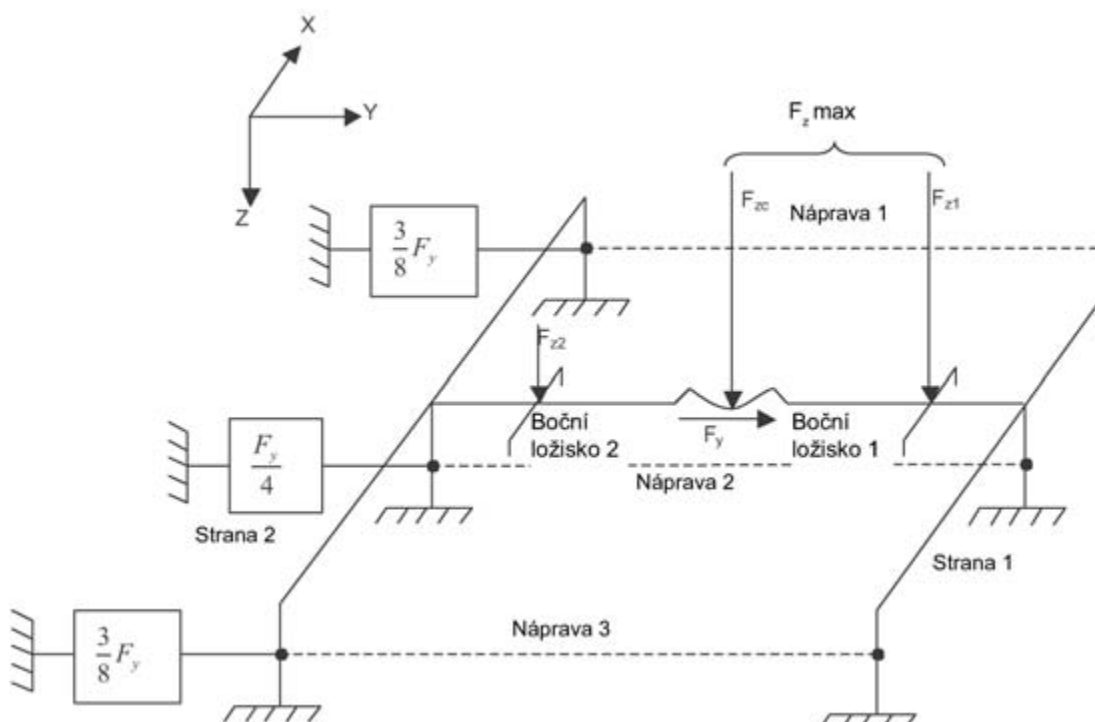 X
Y
Z
F_z max
F_zc
Náprava 1
F_z1
3/8 F_y
F_z2
Boční
ložisko 2
F_y
Boční
ložisko 1
F_y/4
Náprava 2
Strana 2
Strana 1
3/8 F_y
Náprava 3